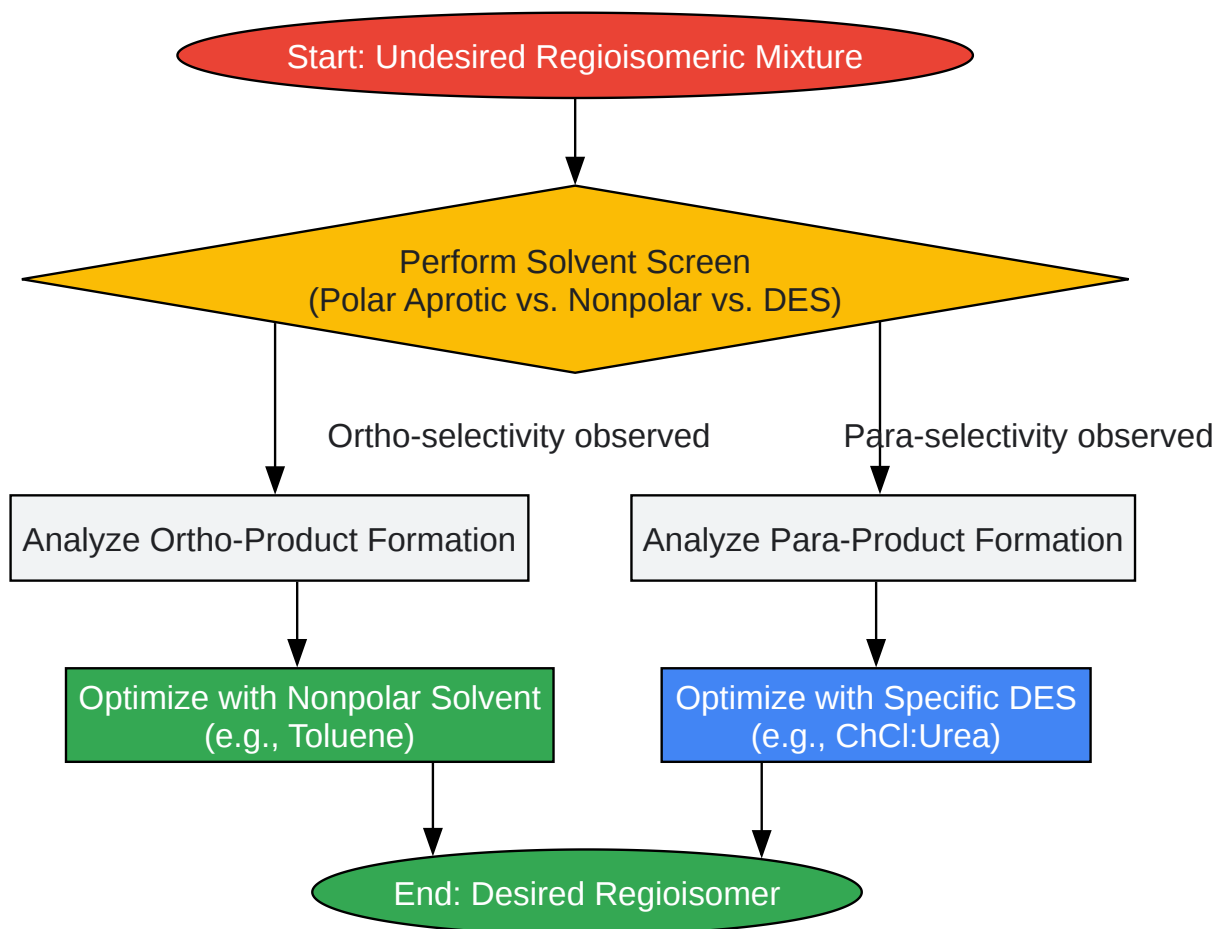 Start: Undesired Regioisomeric Mixture
Perform Solvent Screen
(Polar Aprotic vs. Nonpolar vs. DES)
Ortho-selectivity observed
Para-selectivity observed
Analyze Ortho-Product Formation
Analyze Para-Product Formation
Optimize with Nonpolar Solvent
(e.g., Toluene)
Optimize with Specific DES
(e.g., ChCl:Urea)
End: Desired Regioisomer